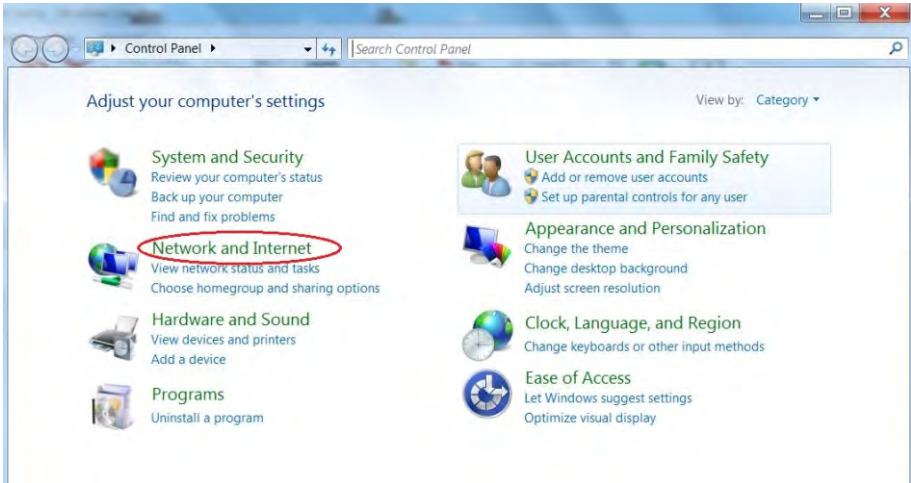 Control Panel
Search Control Panel
Adjust your computer's settings
View by: Category
System and Security
Review your computer's status
Back up your computer
Find and fix problems
Network and Internet
View network status and tasks
Choose homegroup and sharing options
Hardware and Sound
View devices and printers
Add a device
Programs
Uninstall a program
User Accounts and Family Safety
Add or remove user accounts
Set up parental controls for any user
Appearance and Personalization
Change the theme
Change desktop background
Adjust screen resolution
Clock, Language, and Region
Change keyboards or other input methods
Ease of Access
Let Windows suggest settings
Optimize visual display